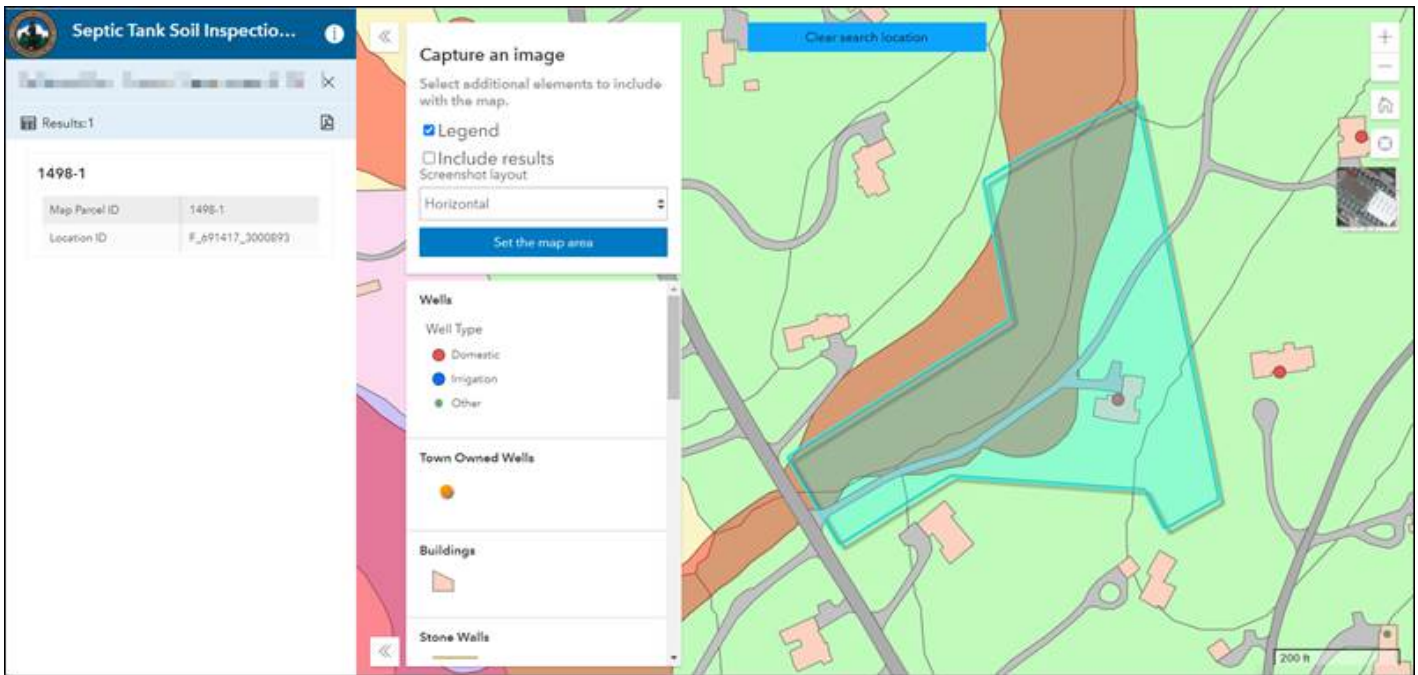 Septic Tank Soil Inspectio...
Results:1
1498-1
Map Parcel ID 1498-1
Location ID F_691417_3000893
Capture an image
Select additional elements to include
with the map.
Legend
Include results
Screenshot layout
Horizontal
Set the map area
Wells
Well Type
Domestic
Irrigation
Other
Town Owned Wells
Buildings
Stone Walls
Clear search location
200 ft